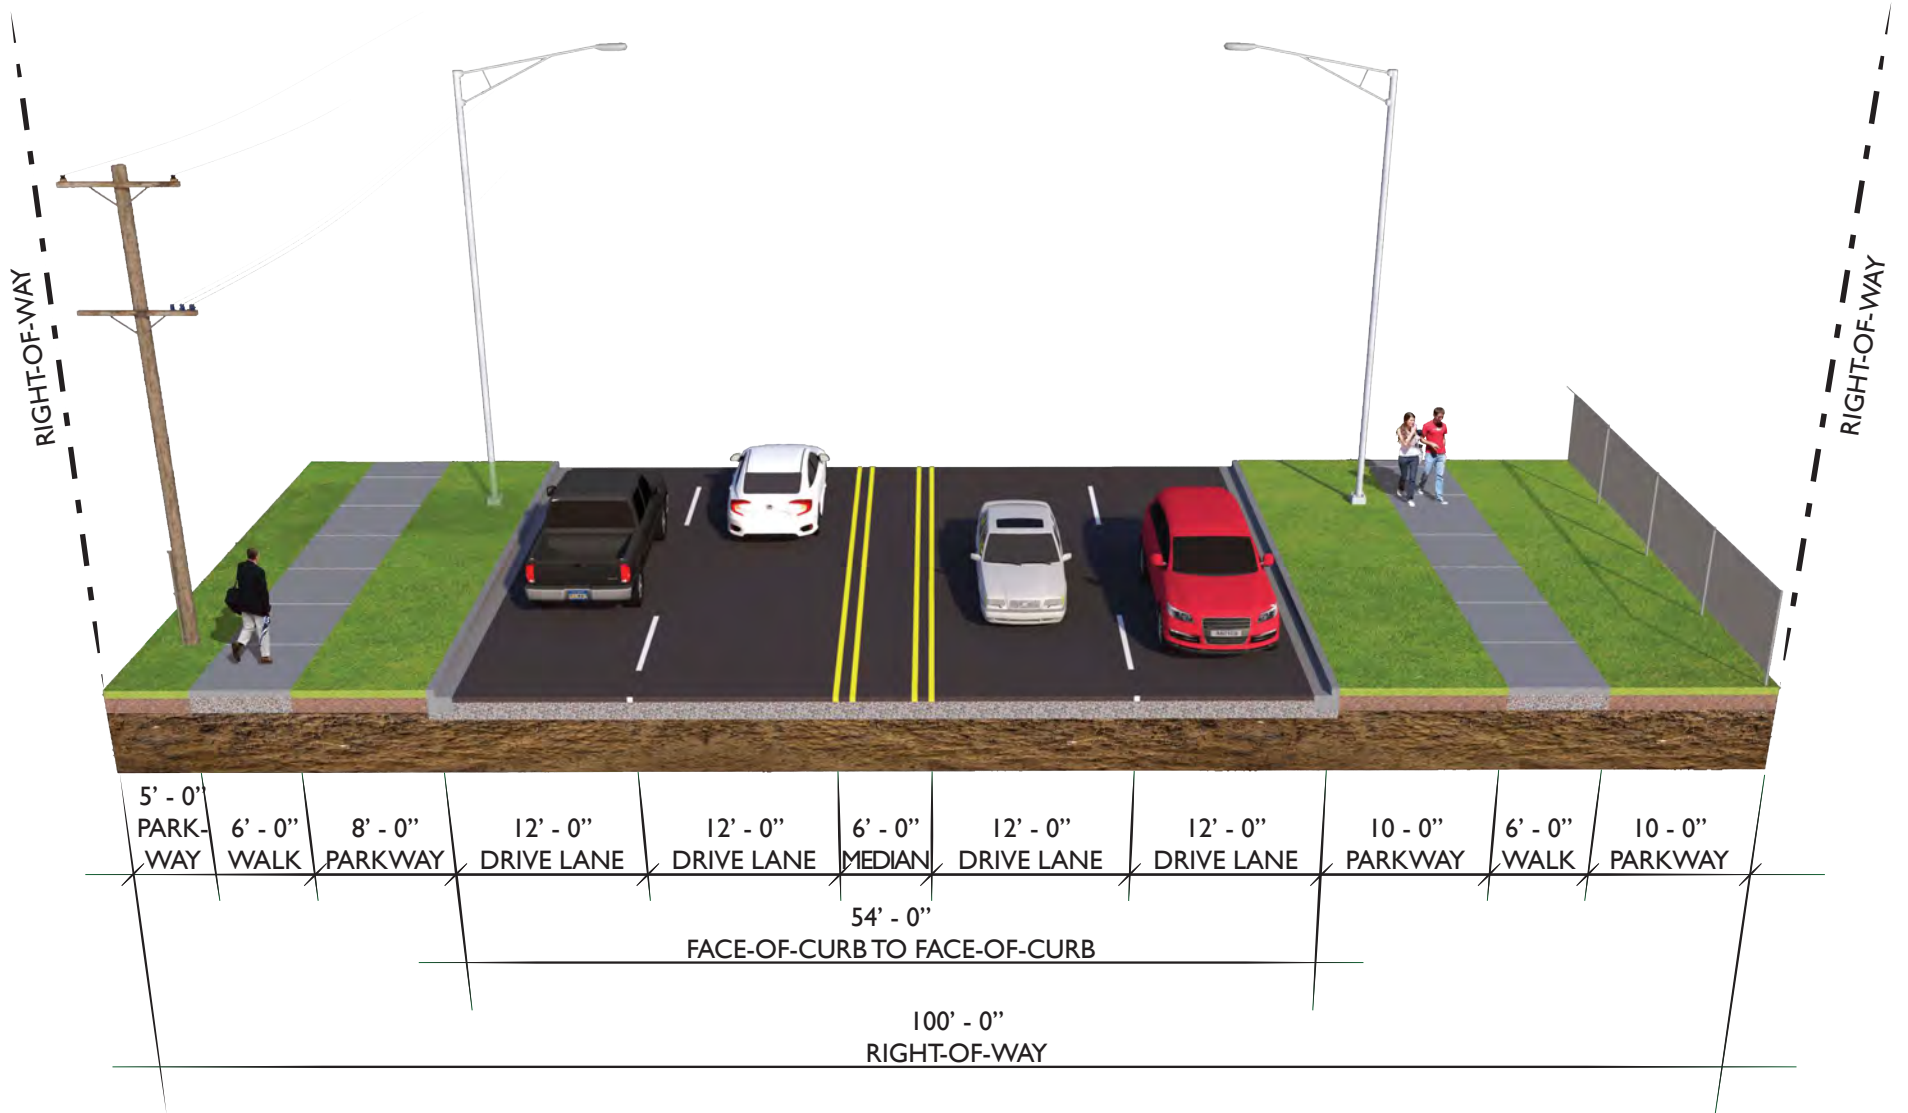 RIGHT-OF-WAY
RIGHT-OF-WAY
5’ - 0”
PARK-
WAY
6’ - 0”
WALK
8’ - 0”
PARKWAY
12’ - 0”
DRIVE LANE
12’ - 0”
DRIVE LANE
6’ - 0”
MEDIAN
12’ - 0”
DRIVE LANE
12’ - 0”
DRIVE LANE
10 - 0”
PARKWAY
6’ - 0”
WALK
10 - 0”
PARKWAY
54’ - 0”
FACE-OF-CURB TO FACE-OF-CURB
100’ - 0”
RIGHT-OF-WAY